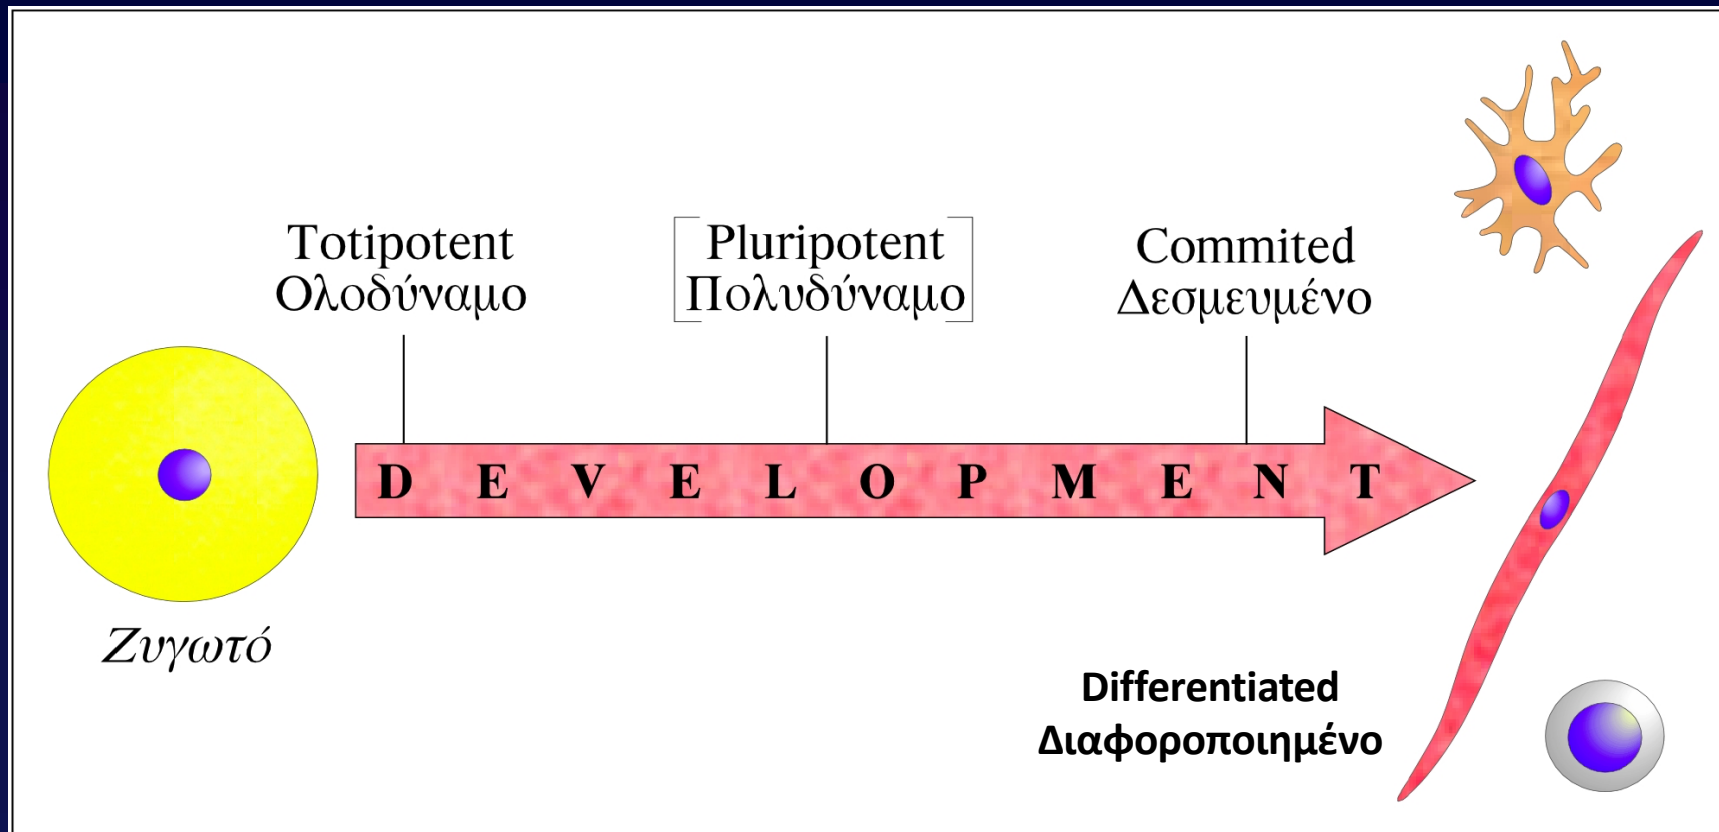 Totipotent
Ολοδύναμο
Pluripotent
Πολυδύναμο
Commited
Δεσμευμένο
D E V E L O P M E N T
Ζυγωτό
Differentiated
Διαφοροποιημένο